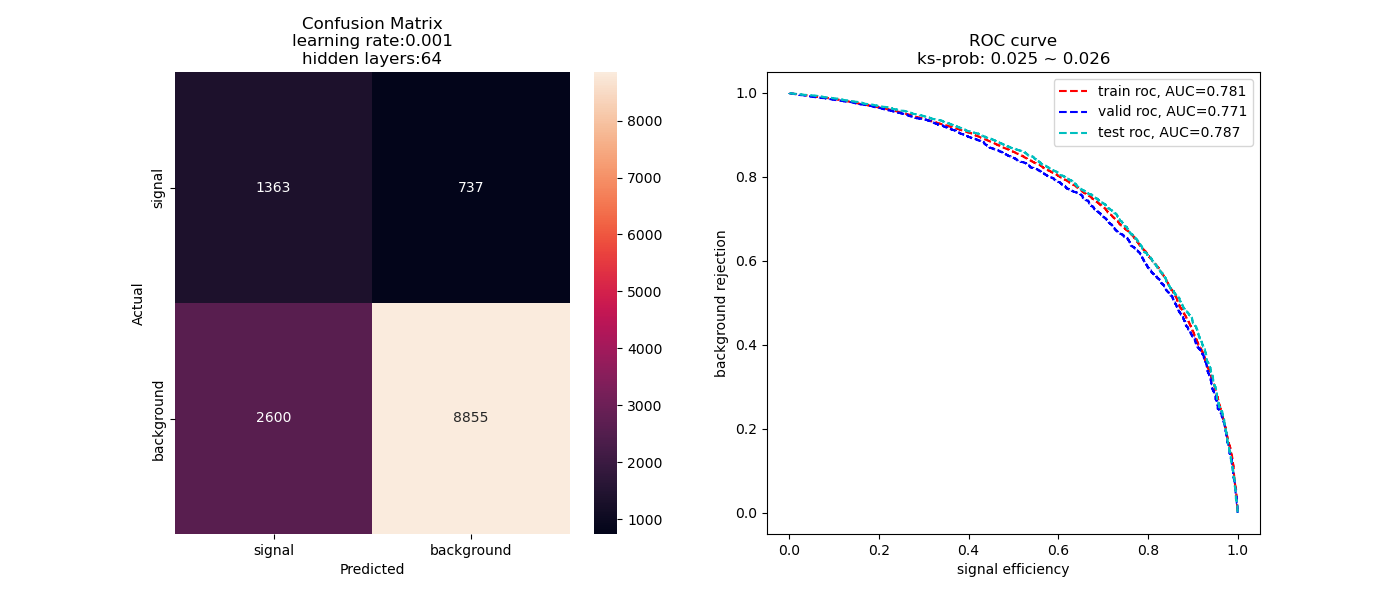 Confusion Matrix
learning rate:0.001
hidden layers:64
signal
background
Actual
1363
737
2600
8855
signal
background
Predicted
8000
7000
6000
5000
4000
3000
2000
1000
ROC curve
ks-prob: 0.025 ~ 0.026
train roc, AUC=0.781
valid roc, AUC=0.771
test roc, AUC=0.787
background rejection
1.0
0.8
0.6
0.4
0.2
0.0
0.0
0.2
0.4
0.6
0.8
1.0
signal efficiency